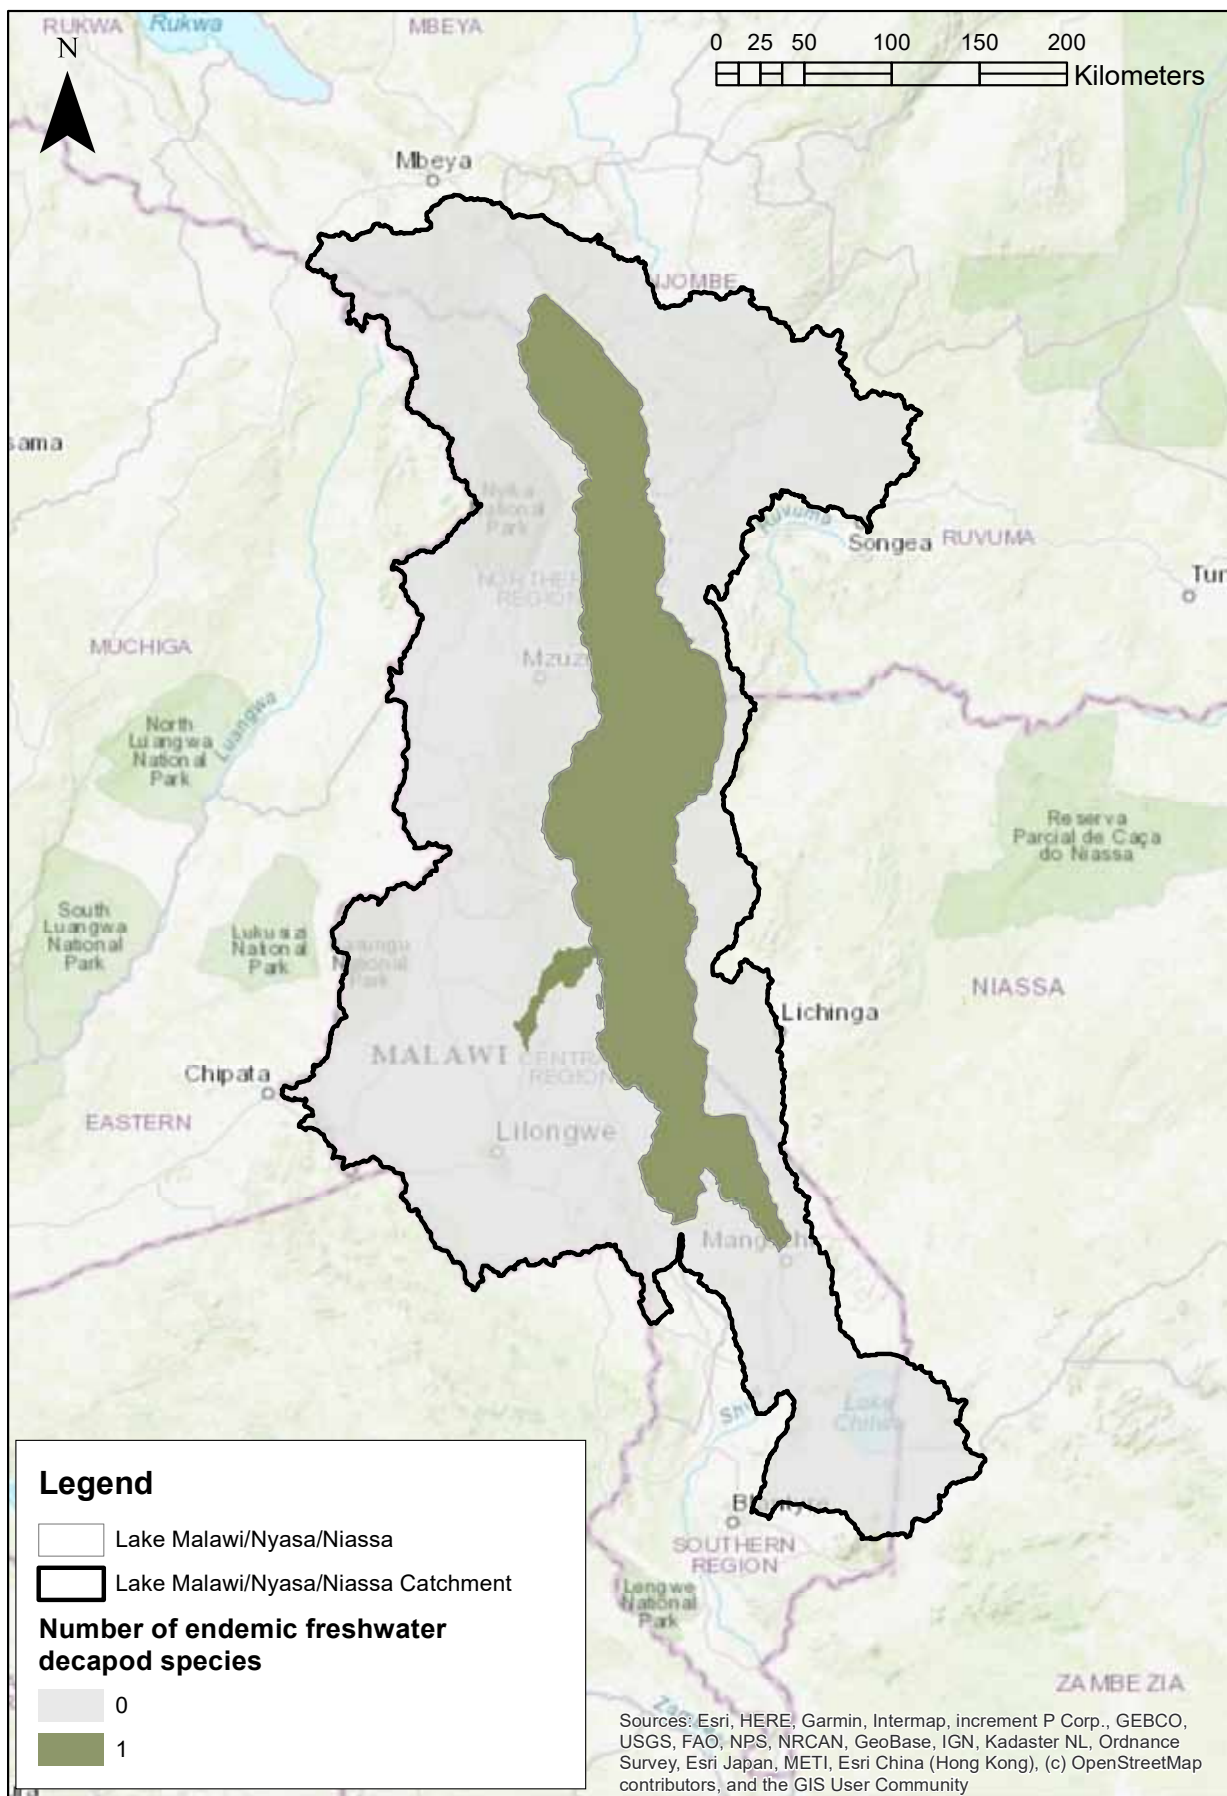 RUKWA
Rukwa
MBEYA
N
0 25 50 100 150 200
Kilometers
Mbeya
NJOMBE
sama
Nyika
National
Park
Ruvuma
Songea
RUVUMA
NORTHERN
REGION
Tur
MUCHIGA
Mzuzu
North
Luangwa
National
Park
Luangwa
Reserva
Parcial de Caça
do Niassa
South
Luangwa
National
Park
Lukusuzi
National
Park
Kasungu
National
Park
NIASSA
Lichinga
MALAWI
CENTRAL
REGION
Chipata
EASTERN
Lilongwe
Mangochi
Lake
Chilwa
Shi
Blantyre
SOUTHERN
REGION
Lengwe
National
Park
ZAMBEZIA
Legend
Lake Malawi/Nyasa/Niassa
Lake Malawi/Nyasa/Niassa Catchment
Number of endemic freshwater
decapod species
0
1
Sources: Esri, HERE, Garmin, Intermap, increment P Corp., GEBCO,
USGS, FAO, NPS, NRCAN, GeoBase, IGN, Kadaster NL, Ordnance
Survey, Esri Japan, METI, Esri China (Hong Kong), (c) OpenStreetMap
contributors, and the GIS User Community